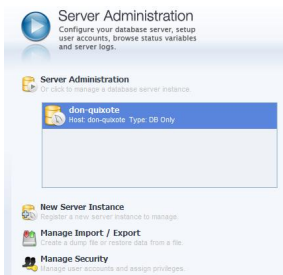 Server Administration
Configure your database server, setup
user accounts, browse status variables
and server logs.
Server Administration
Or click to manage a database server instance.
don-quixote
Host: don-quixote Type: DB Only
New Server Instance
Register a new server instance to manage.
Manage Import / Export
Create a dump file or restore data from a file.
Manage Security
Manage user accounts and assign privileges.